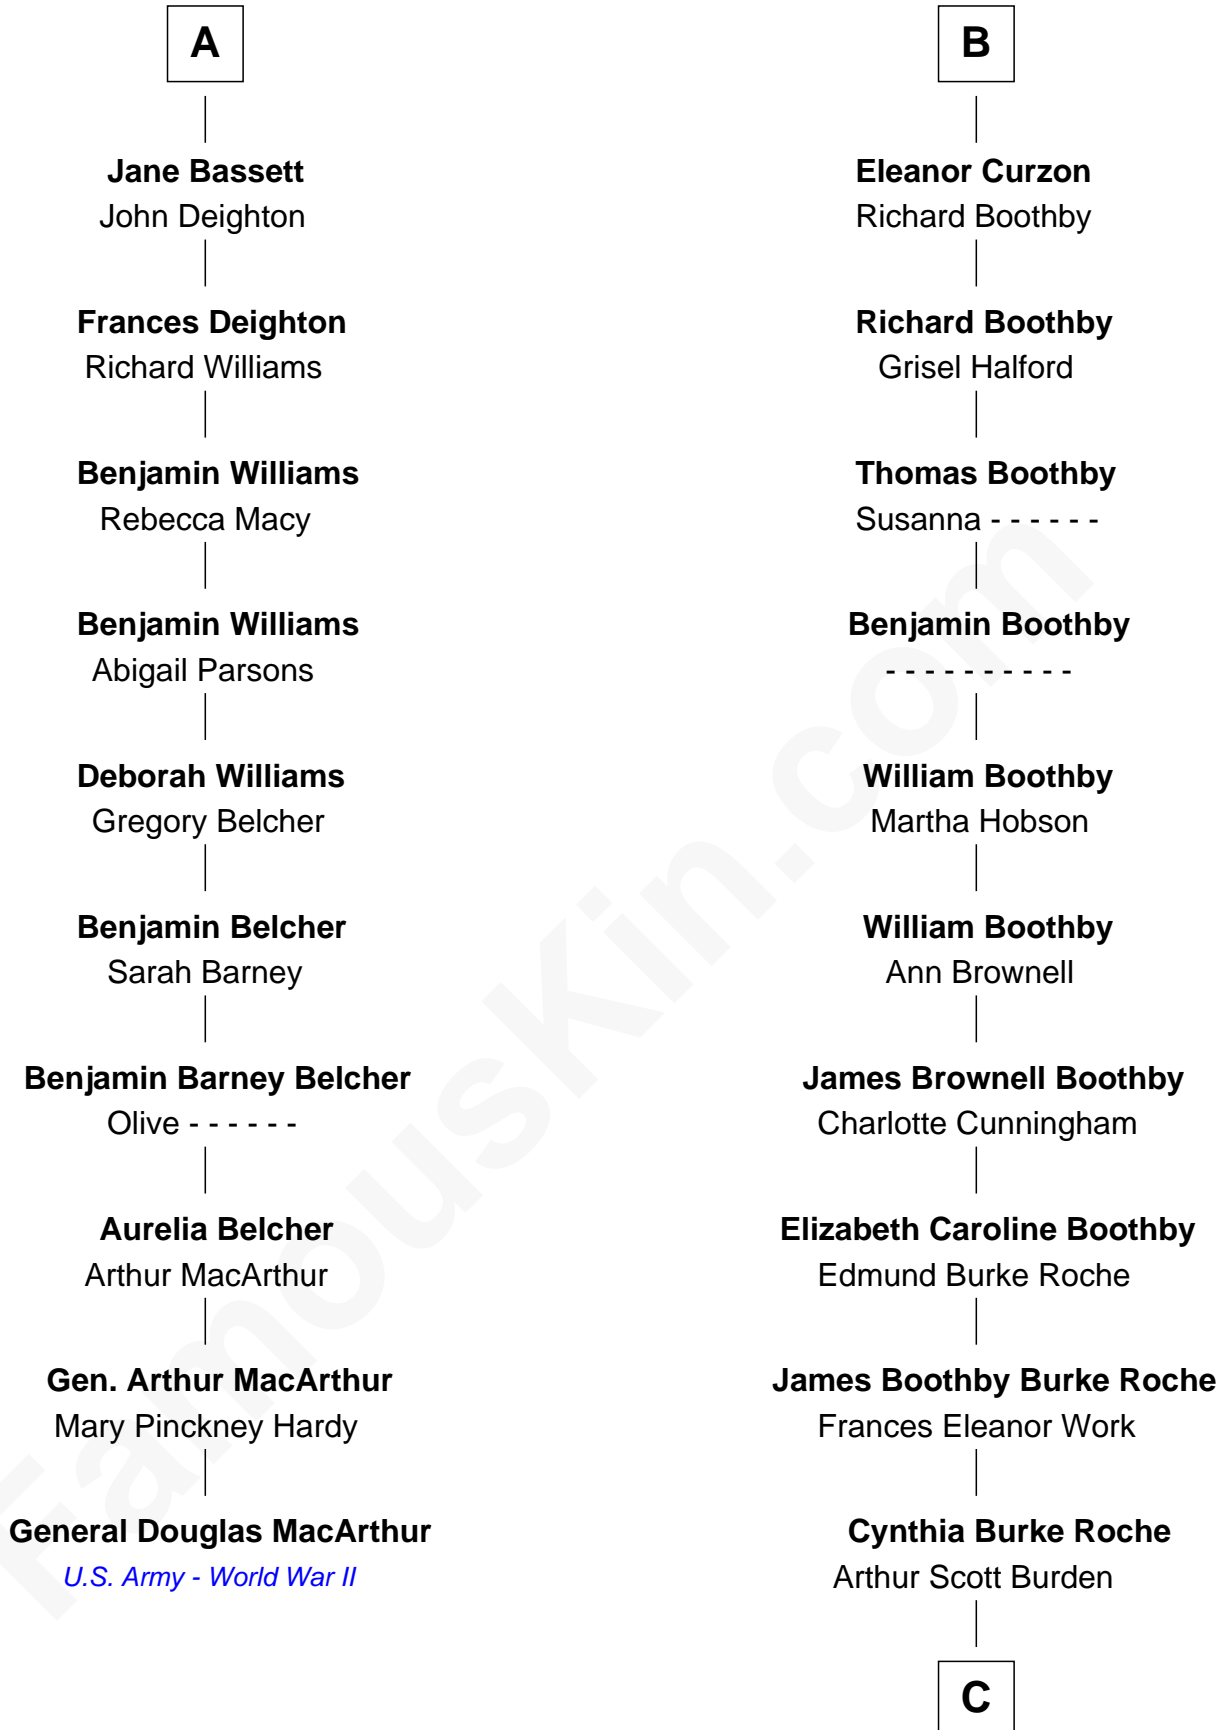 A
Jane Bassett
John Deighton
Frances Deighton
Richard Williams
Benjamin Williams
Rebecca Macy
Benjamin Williams
Abigail Parsons
Deborah Williams
Gregory Belcher
Benjamin Belcher
Sarah Barney
Benjamin Barney Belcher
Olive - - - - - -
Aurelia Belcher
Arthur MacArthur
Gen. Arthur MacArthur
Mary Pinckney Hardy
General Douglas MacArthur
U.S. Army - World War II
B
Eleanor Curzon
Richard Boothby
Richard Boothby
Grisel Halford
Thomas Boothby
Susanna - - - - - -
Benjamin Boothby
- - - - - - - - - -
William Boothby
Martha Hobson
William Boothby
Ann Brownell
James Brownell Boothby
Charlotte Cunningham
Elizabeth Caroline Boothby
Edmund Burke Roche
James Boothby Burke Roche
Frances Eleanor Work
Cynthia Burke Roche
Arthur Scott Burden
C
FamousKin.com